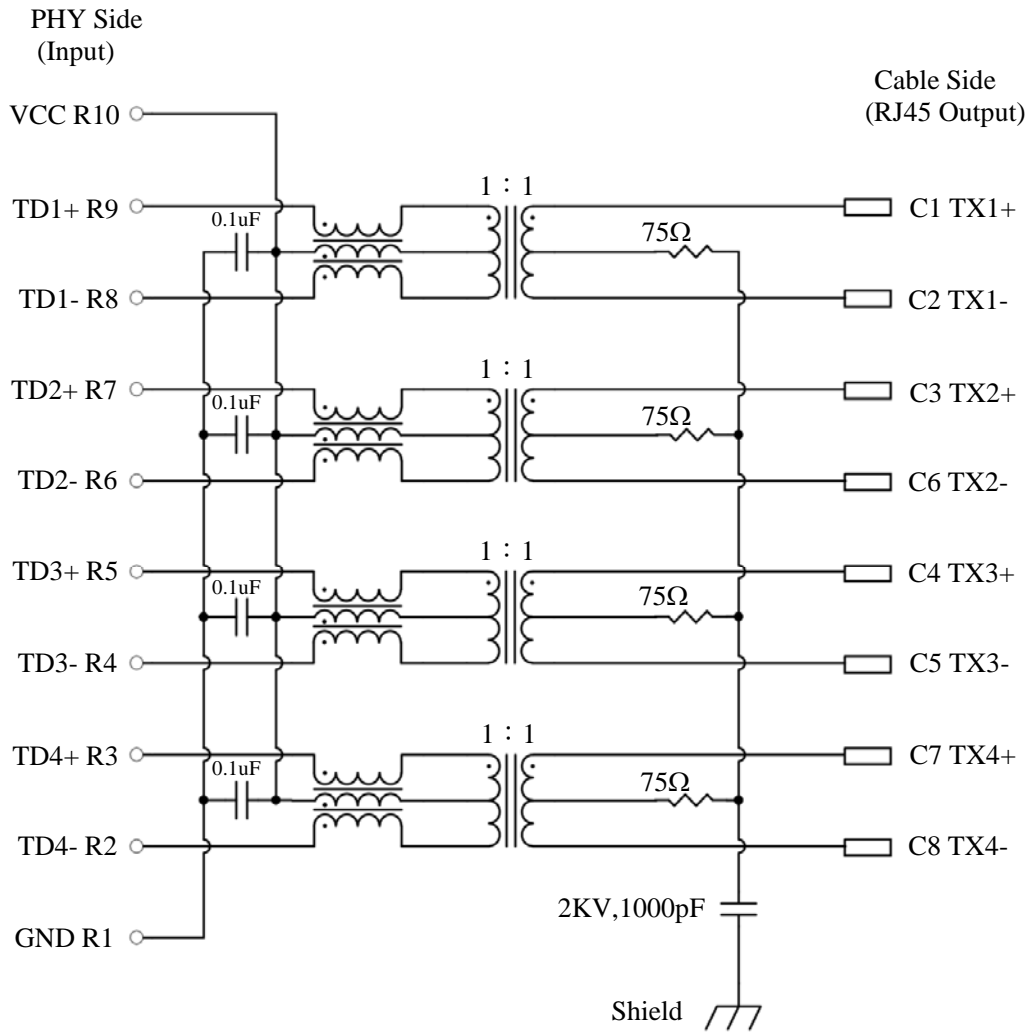 PHY Side
(Input)
Cable Side
(RJ45 Output)
VCC R10
1 : 1
TD1+ R9
0.1uF
75Ω
C1 TX1+
TD1- R8
C2 TX1-
1 : 1
TD2+ R7
0.1uF
75Ω
C3 TX2+
TD2- R6
C6 TX2-
1 : 1
TD3+ R5
0.1uF
75Ω
C4 TX3+
TD3- R4
C5 TX3-
1 : 1
TD4+ R3
0.1uF
75Ω
C7 TX4+
TD4- R2
C8 TX4-
2KV,1000pF
GND R1
Shield